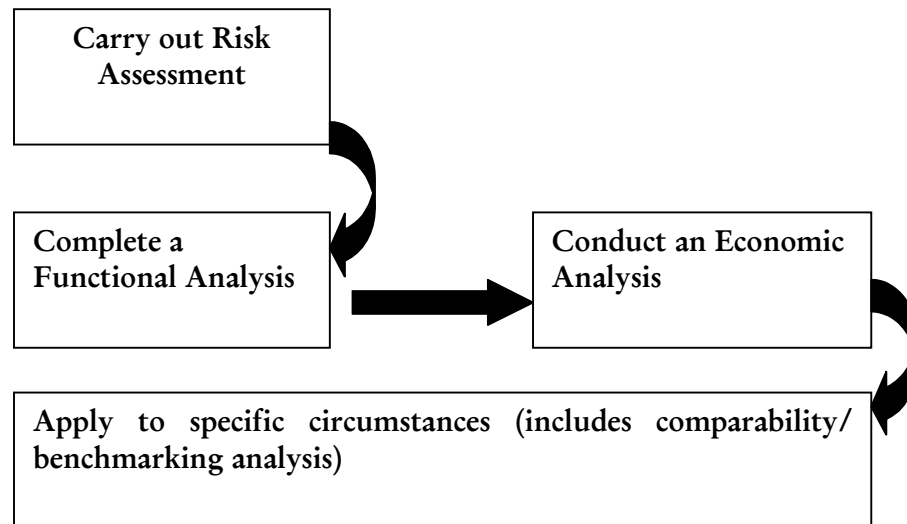 Carry out Risk
Assessment
Complete a
Functional Analysis
Conduct an Economic
Analysis
Apply to specific circumstances (includes comparability/
benchmarking analysis)